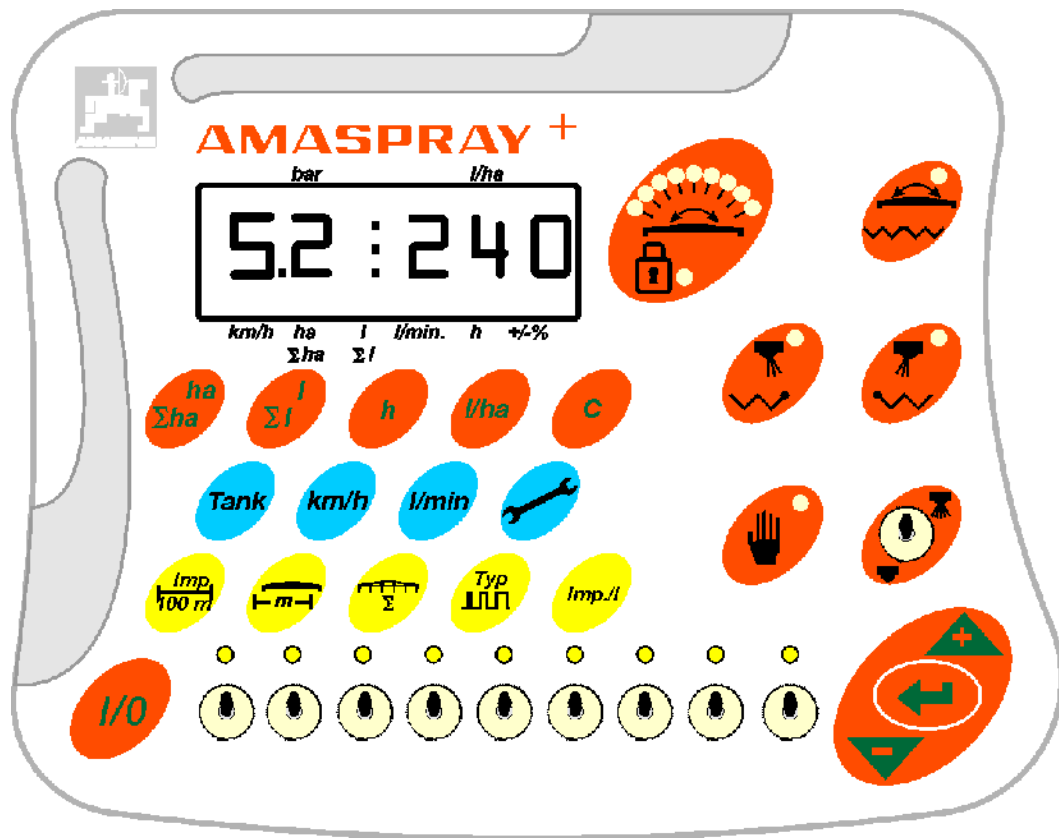 AMASPRAY +
bar l/ha
5.2 : 240
km/h ha l l/min. h +/-%
Σha Σl
ha l
Σha Σl h l/ha C
Tank km/h l/min
Imp Typ
100 m m Σ Imp./l
+
I/0
-